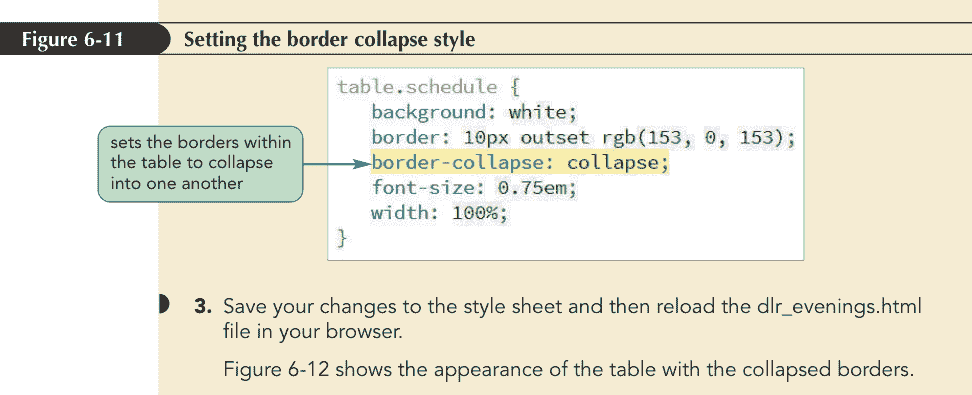 Figure 6-11 Setting the border collapse style
table.schedule {
background: white;
border: 10px outset rgb(153, 0, 153);
sets the borders within
the table to collapse
into one another
border-collapse: collapse;
font-size: 0.75em;
width: 100%;
}
3. Save your changes to the style sheet and then reload the dlr_evenings.html
file in your browser.
Figure 6-12 shows the appearance of the table with the collapsed borders.